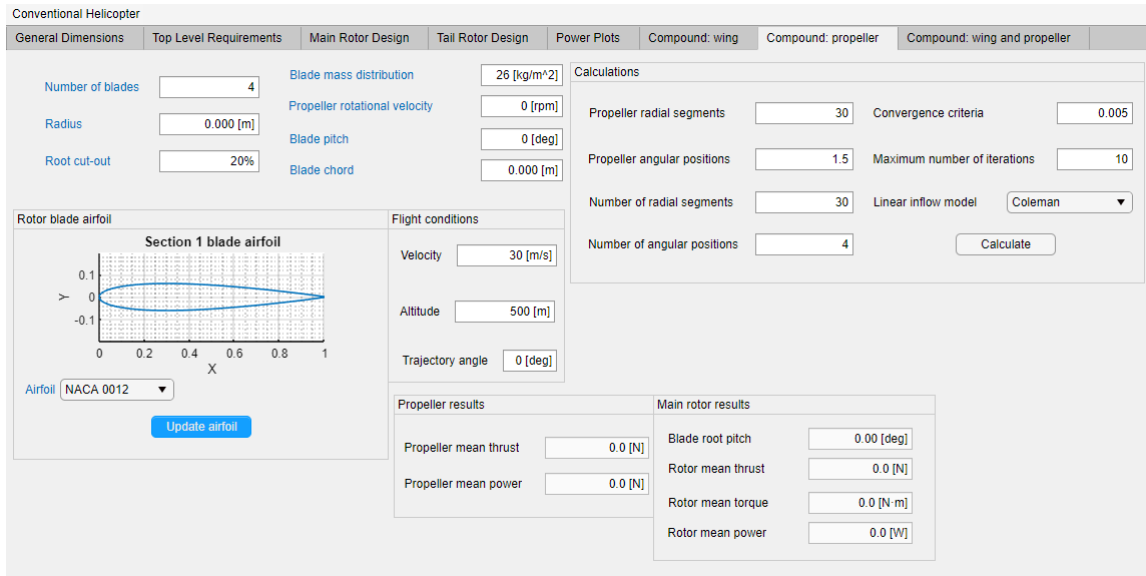 Conventional Helicopter
General Dimensions Top Level Requirements Main Rotor Design Tail Rotor Design Power Plots Compound: wing Compound: propeller Compound: wing and propeller
Number of blades 4
Radius 0.000 [m]
Root cut-out 20%
Blade mass distribution 26 [kg/m^2]
Propeller rotational velocity 0 [rpm]
Blade pitch 0 [deg]
Blade chord 0.000 [m]
Calculations
Propeller radial segments 30 Convergence criteria 0.005
Propeller angular positions 1.5 Maximum number of iterations 10
Number of radial segments 30 Linear inflow model Coleman
Number of angular positions 4 Calculate
Rotor blade airfoil
Section 1 blade airfoil
0.1
0
-0.1
Y
0 0.2 0.4 0.6 0.8 1
X
Airfoil NACA 0012
Update airfoil
Flight conditions
Velocity 30 [m/s]
Altitude 500 [m]
Trajectory angle 0 [deg]
Propeller results
Propeller mean thrust 0.0 [N]
Propeller mean power 0.0 [N]
Main rotor results
Blade root pitch 0.00 [deg]
Rotor mean thrust 0.0 [N]
Rotor mean torque 0.0 [N·m]
Rotor mean power 0.0 [W]